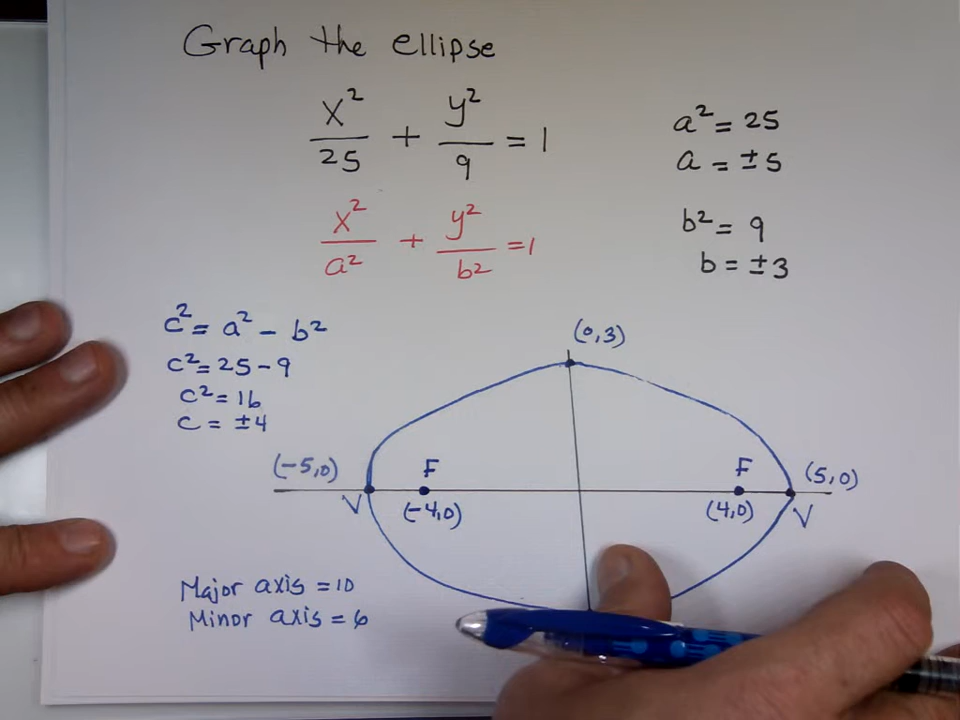 Graph the ellipse
x²/25 + y²/9 = 1
a² = 25
a = ±5
x²/a² + y²/b² = 1
b² = 9
b = ±3
c² = a² - b²
c² = 25 - 9
c² = 16
c = ±4
(0,3)
(-5,0)
F
F
(5,0)
V
(-4,0)
(4,0)
V
Major axis = 10
Minor axis = 6